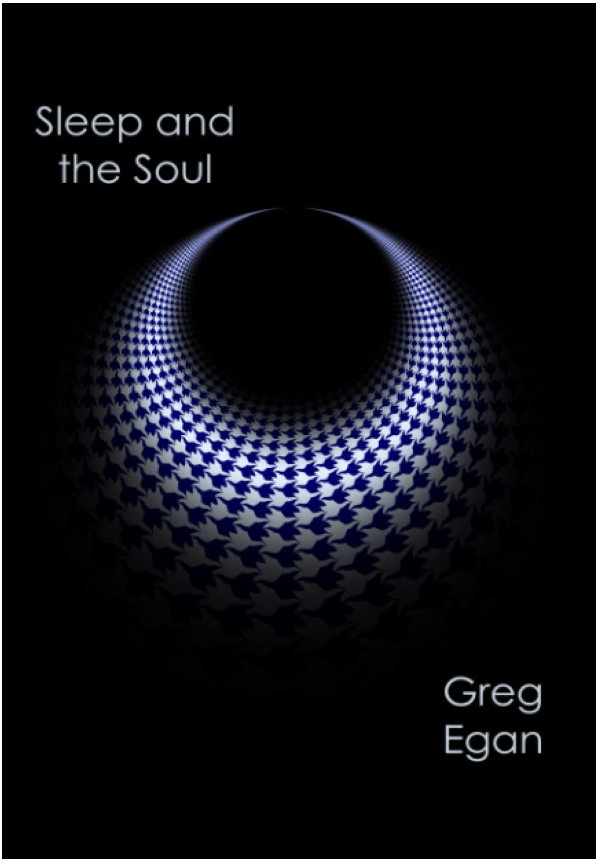 Sleep and
the Soul
Greg
Egan